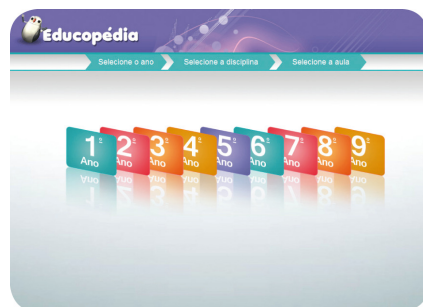 Educopédia
Selecione o ano Selecione a disciplina Selecione a aula
1º 2º 3º 4º 5º 6º 7º 8º 9º
Ano Ano Ano Ano Ano Ano Ano Ano Ano